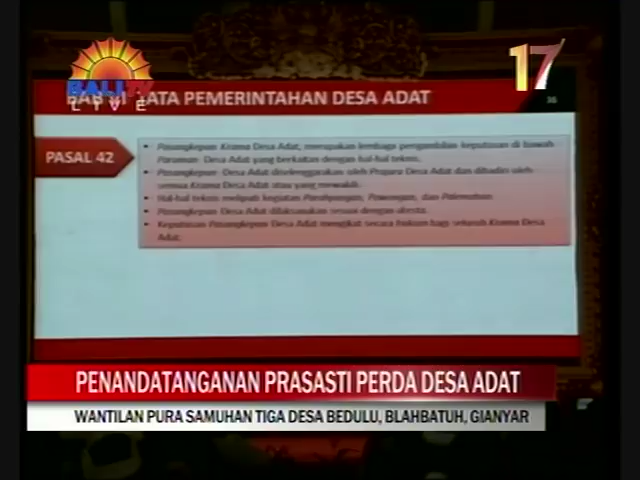 17
BALI TV
LIVE
TATA PEMERINTAHAN DESA ADAT
36
PASAL 42
• Pasangkepan Krama Desa Adat, merupakan lembaga pengambilan keputusan di bawah
Paruman Desa Adat yang berkaitan dengan hal-hal teknis.
• Pasangkepan Desa Adat diselenggarakan oleh Prajuru Desa Adat dan dihadiri oleh
semua Krama Desa Adat atau yang mewakili.
• Hal-hal teknis meliputi kegiatan Parahyangan, Pawongan, dan Palemahan.
• Pasangkepan Desa Adat dilaksanakan sesuai dengan
• Keputusan Pasangkepan Desa Adat mengikat secara hukum bagi seluruh Krama Desa
Adat.
PENANDATANGANAN PRASASTI PERDA DESA ADAT
WANTILAN PURA SAMUHAN TIGA DESA BEDULU, BLAHBATUH, GIANYAR